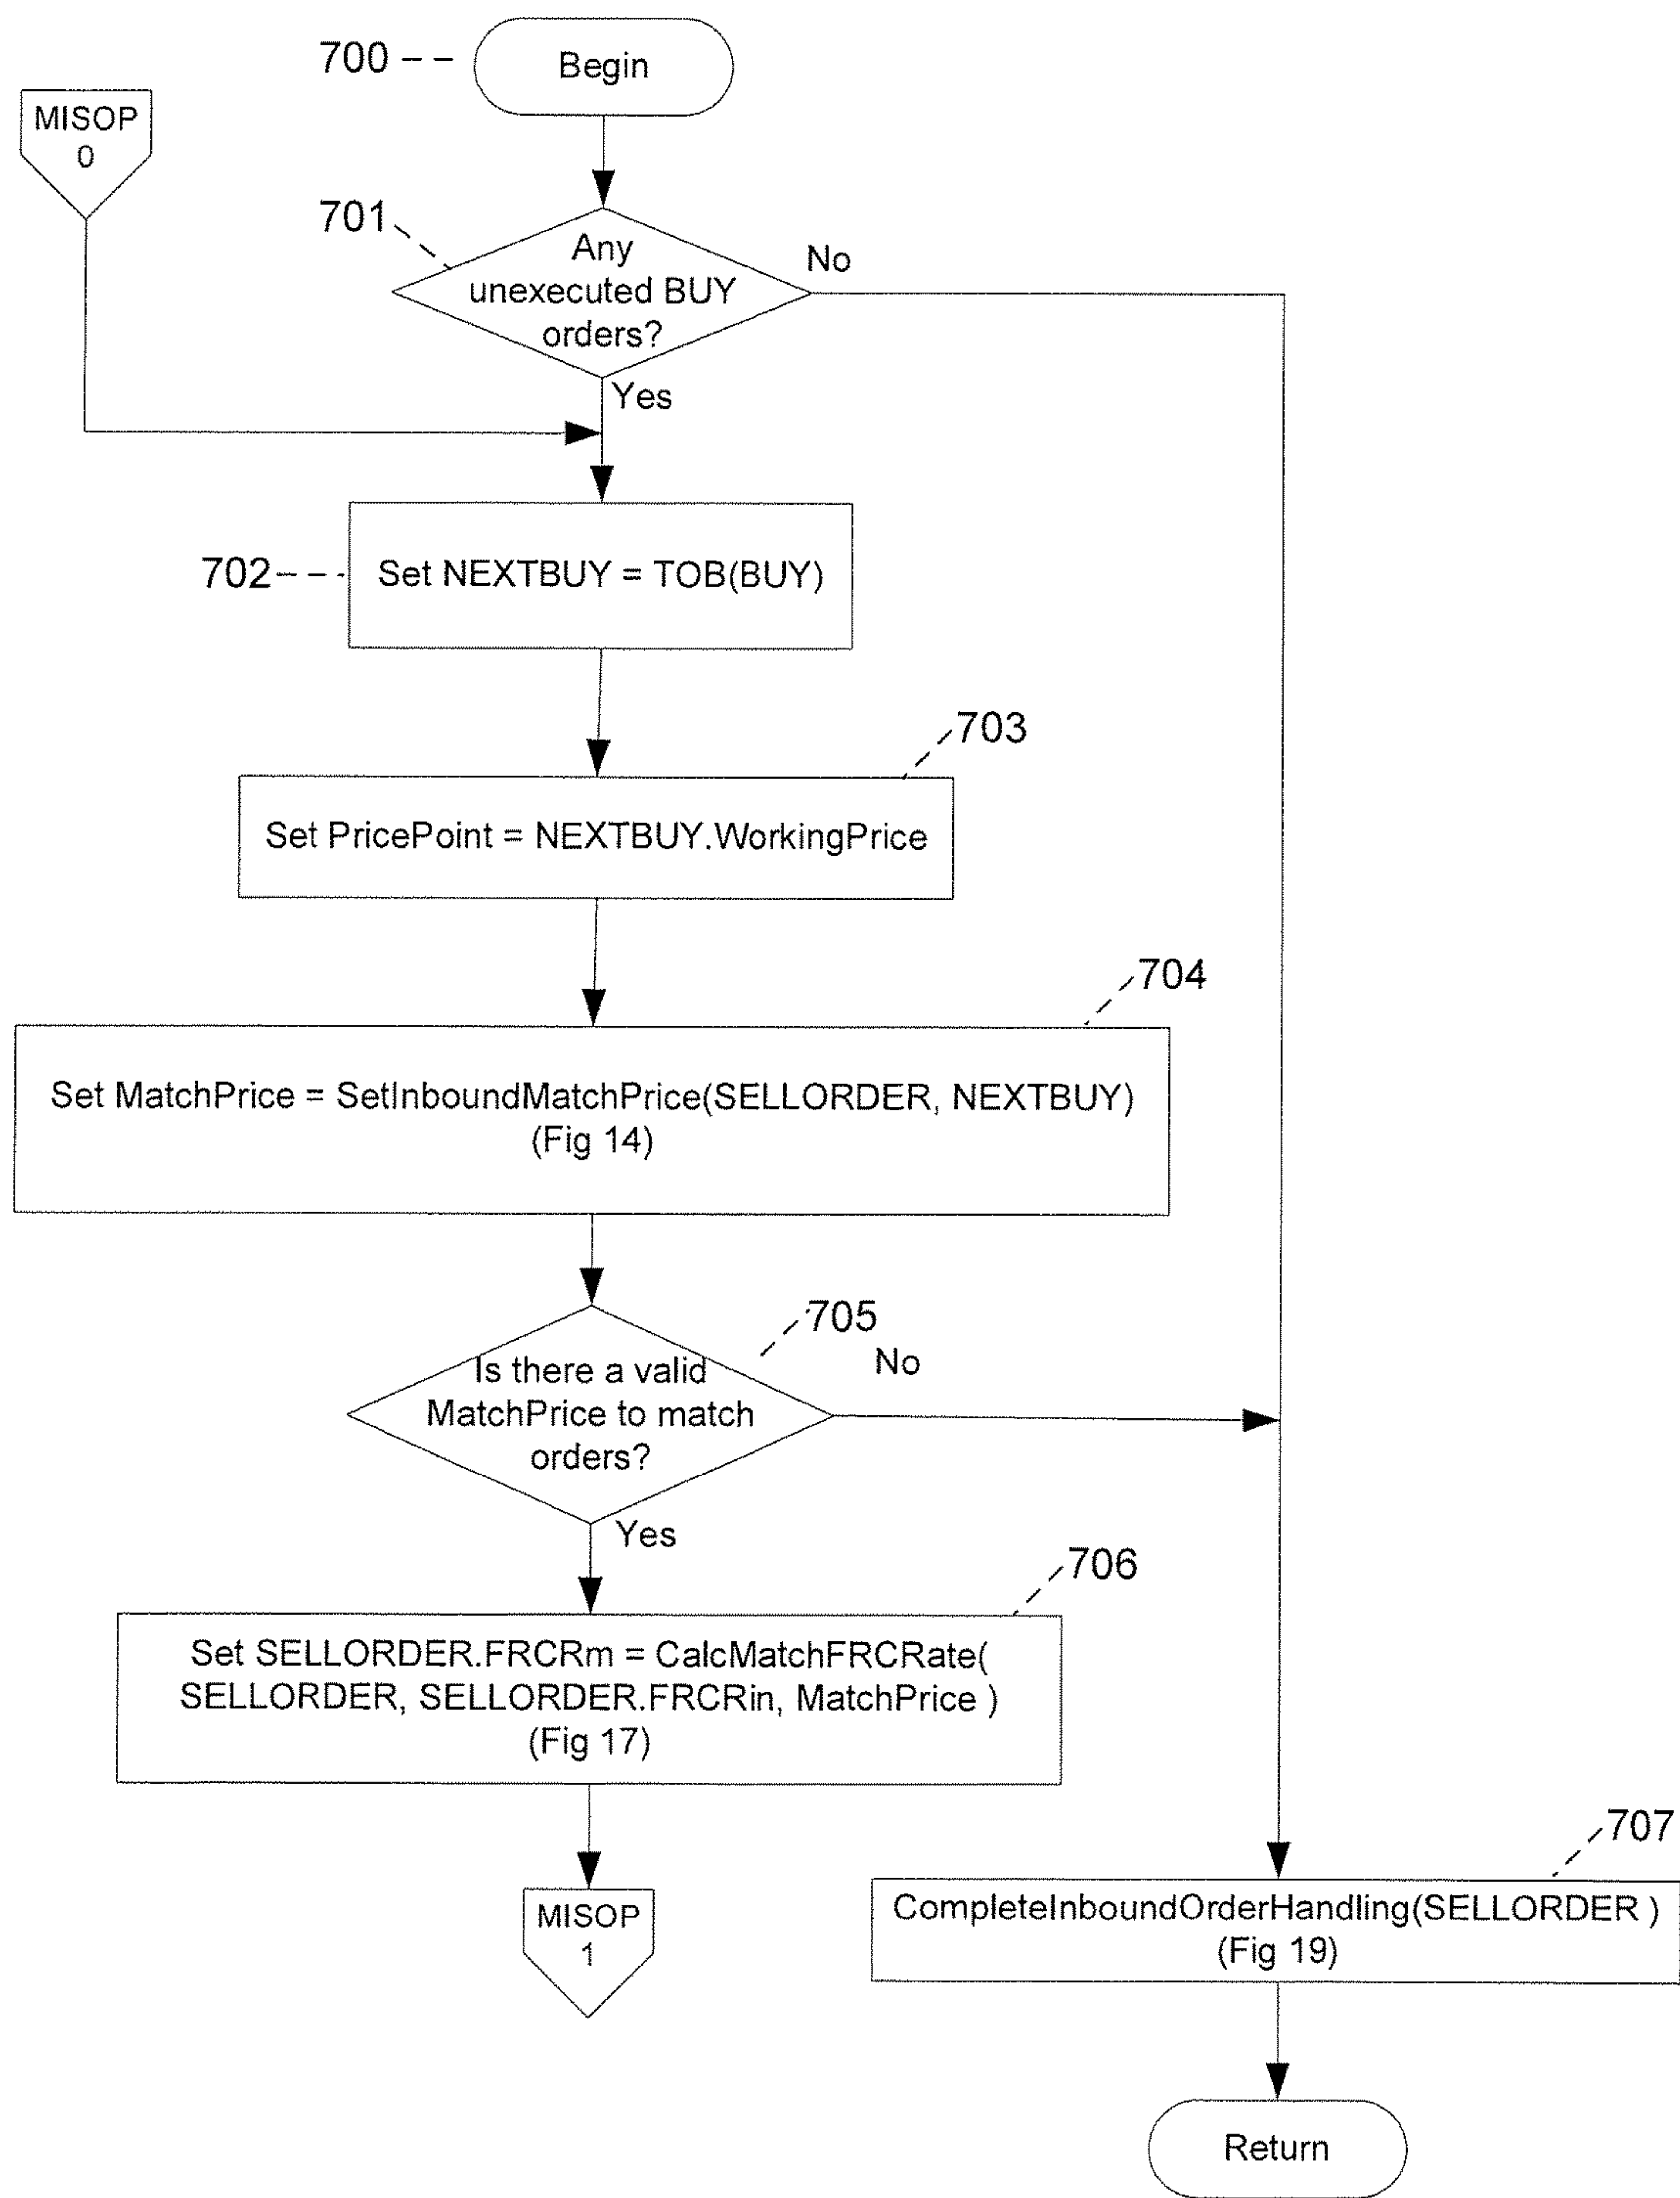 700
Begin
MISOP
0
701
Any
unexecuted BUY
orders?
No
Yes
702
Set NEXTBUY = TOB(BUY)
703
Set PricePoint = NEXTBUY.WorkingPrice
704
Set MatchPrice = SetInboundMatchPrice(SELLORDER, NEXTBUY)
(Fig 14)
705
Is there a valid
MatchPrice to match
orders?
No
Yes
706
Set SELLORDER.FRCRm = CalcMatchFRCRate(
SELLORDER, SELLORDER.FRCRin, MatchPrice )
(Fig 17)
MISOP
1
707
CompleteInboundOrderHandling(SELLORDER )
(Fig 19)
Return